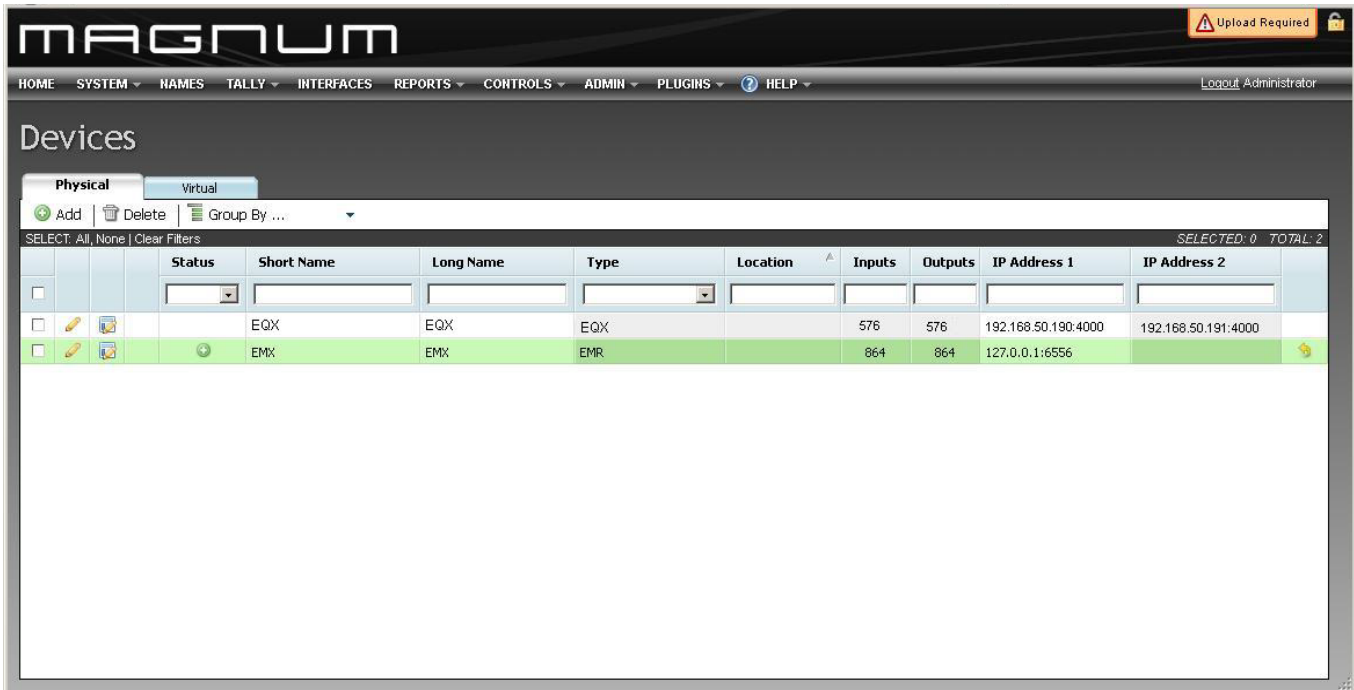 MAGNUM
Upload Required
HOME SYSTEM NAMES TALLY INTERFACES REPORTS CONTROLS ADMIN PLUGINS ? HELP Logout Administrator
Devices
Physical Virtual
Add | Delete | Group By ...
SELECT: All, None | Clear Filters SELECTED: 0 TOTAL: 2
Status Short Name Long Name Type Location Inputs Outputs IP Address 1 IP Address 2
EQX EQX EQX 576 576 192.168.50.190:4000 192.168.50.191:4000
EMX EMX EMR 864 864 127.0.0.1:6556